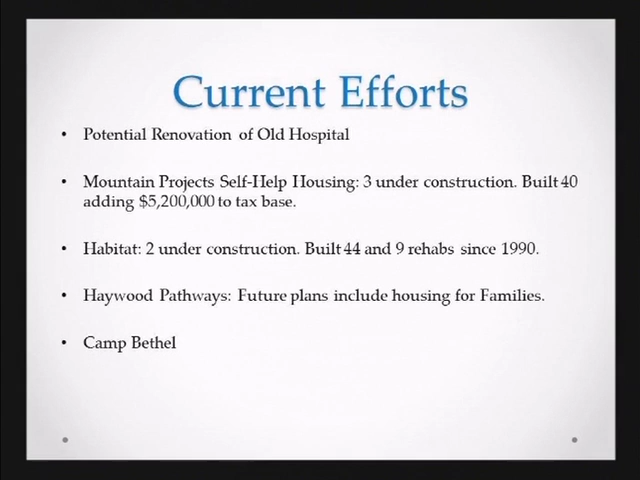 Current Efforts
• Potential Renovation of Old Hospital
• Mountain Projects Self-Help Housing: 3 under construction. Built 40
adding $5,200,000 to tax base.
• Habitat: 2 under construction. Built 44 and 9 rehabs since 1990.
• Haywood Pathways: Future plans include housing for Families.
• Camp Bethel